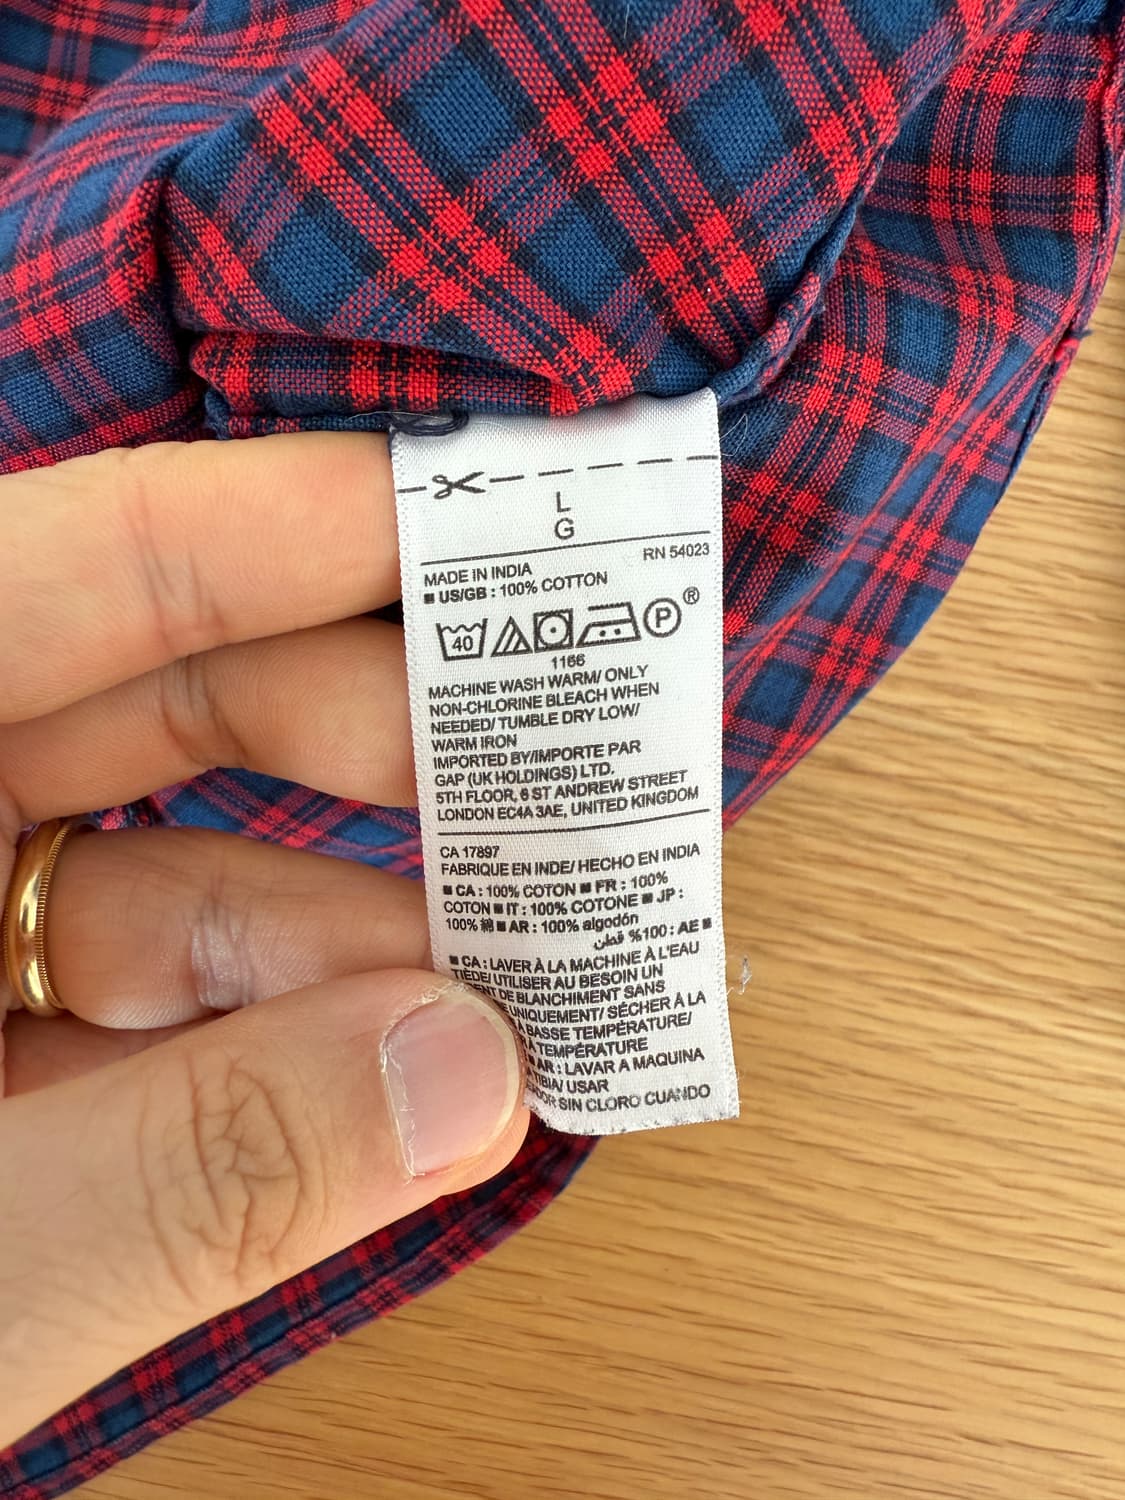 L
G
RN 54023
MADE IN INDIA
■ US/GB : 100% COTTON
40 P ®
1166
MACHINE WASH WARM/ ONLY
NON-CHLORINE BLEACH WHEN
NEEDED/ TUMBLE DRY LOW/
WARM IRON
IMPORTED BY/IMPORTE PAR
GAP (UK HOLDINGS) LTD.
5TH FLOOR, 6 ST ANDREW STREET
LONDON EC4A 3AE, UNITED KINGDOM
CA 17897
FABRIQUE EN INDE/ HECHO EN INDIA
■ CA : 100% COTON ■ FR : 100%
COTON ■ IT : 100% COTONE ■ JP :
100% 綿 ■ AR : 100% algodón
■ AE : 100% قطن
■ CA : LAVER À LA MACHINE À L'EAU
TIÈDE/ UTILISER AU BESOIN UN
DE BLANCHIMENT SANS
UNIQUEMENT/ SÉCHER À LA
À BASSE TEMPÉRATURE/
À TEMPÉRATURE
■ AR : LAVAR A MAQUINA
TIBIA/ USAR
SIN CLORO CUANDO